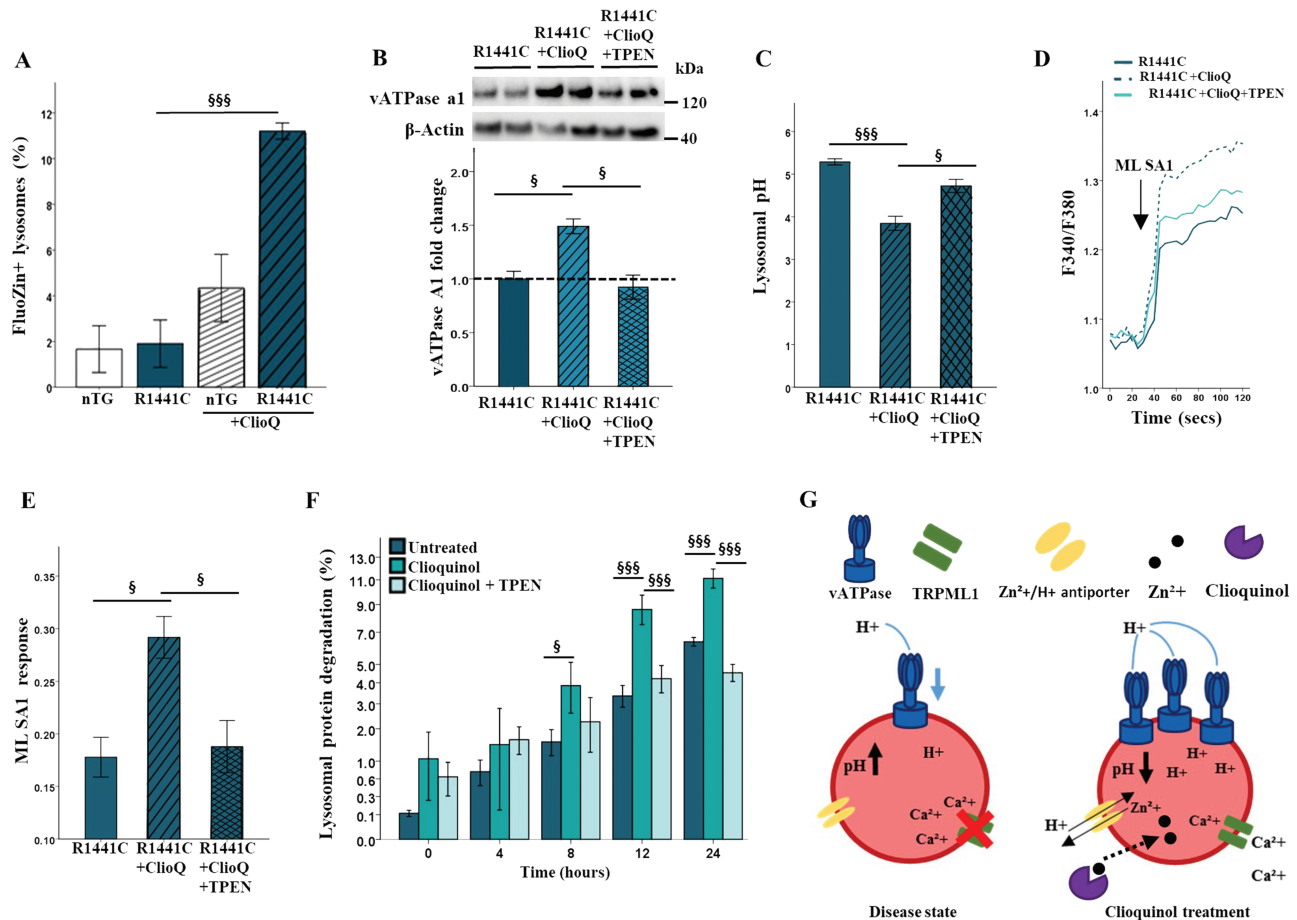 A
FluoZin+ lysosomes (%)
12
10
8
6
4
2
0
§§§
nTG
R1441C
nTG
R1441C
+ClioQ
B
R1441C
R1441C
+ClioQ
R1441C
+ClioQ
+TPEN
kDa
vATPase a1
120
β-Actin
40
vATPase A1 fold change
2.0
1.5
1.0
0.5
0.0
§
§
R1441C
R1441C
+ClioQ
R1441C
+ClioQ
+TPEN
C
Lysosomal pH
6
5
4
3
2
1
0
§§§
§
R1441C
R1441C
+ClioQ
R1441C
+ClioQ
+TPEN
D
R1441C
R1441C +ClioQ
R1441C +ClioQ+TPEN
ML SA1
F340/F380
1.4
1.3
1.2
1.1
1.0
0 20 40 60 80 100 120
Time (secs)
E
ML SA1 response
0.35
0.30
0.25
0.20
0.15
0.10
§
§
R1441C
R1441C
+ClioQ
R1441C
+ClioQ
+TPEN
F
Lysosomal protein degradation (%)
Untreated
Clioquinol
Clioquinol + TPEN
13.0
11.0
9.0
7.0
5.0
4.0
3.0
2.0
1.0
0.6
0.3
0.1
0.0
§
§§§
§§§
§§§
§§§
0 4 8 12 24
Time (hours)
G
vATPase
TRPML1
Zn²+/H+ antiporter
Zn²+
Clioquinol
H+
pH
H+
Ca²+
Ca²+
Ca²+
Disease state
H+
pH
H+
H+
H+
Zn²+
H+
Ca²+
Ca²+
Ca²+
Clioquinol treatment